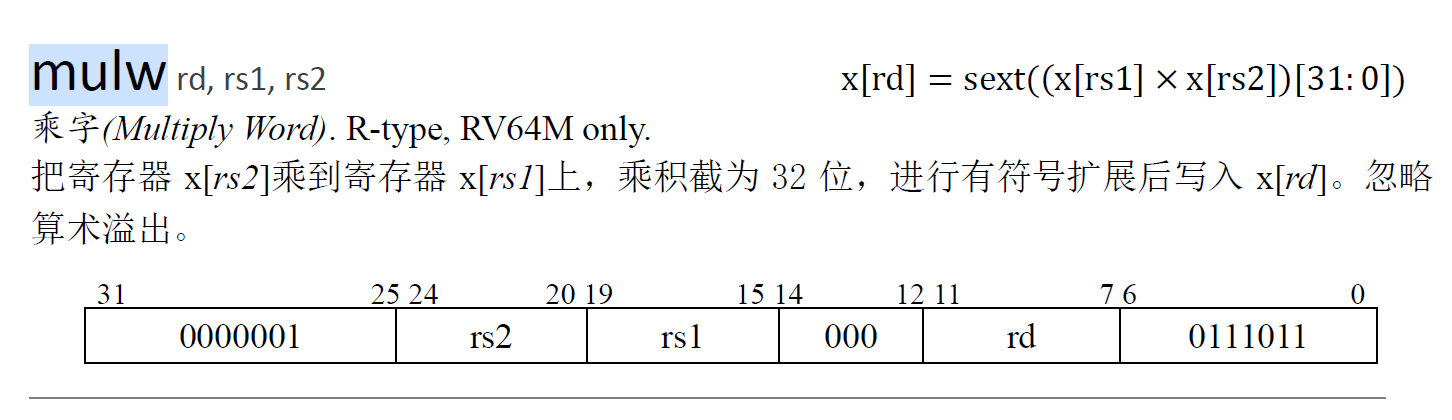 mulw rd, rs1, rs2 x[rd] = sext((x[rs1] × x[rs2])[31: 0])
乘字(Multiply Word). R-type, RV64M only.
把寄存器 x[rs2]乘到寄存器 x[rs1]上，乘积截为 32 位，进行有符号扩展后写入 x[rd]。忽略
算术溢出。
31 25 24 20 19 15 14 12 11 7 6 0
0000001 rs2 rs1 000 rd 0111011